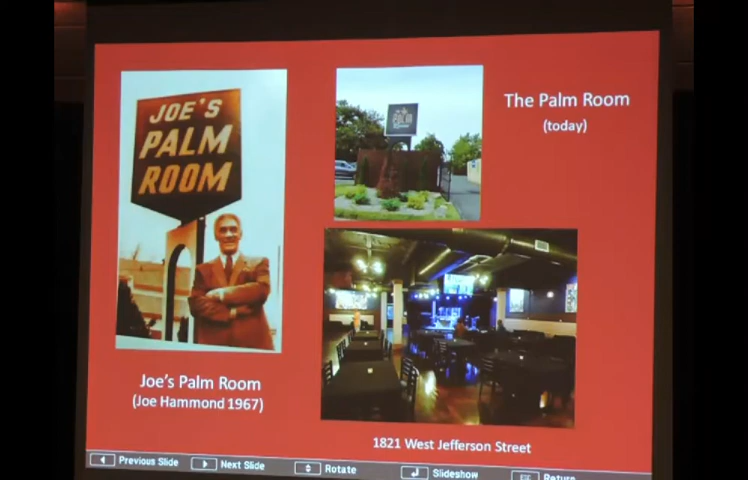 JOE'S
PALM
ROOM
Joe's Palm Room
(Joe Hammond 1967)
PALM
The Palm Room
(today)
1821 West Jefferson Street
Previous Slide
Next Slide
Rotate
Slideshow
Return